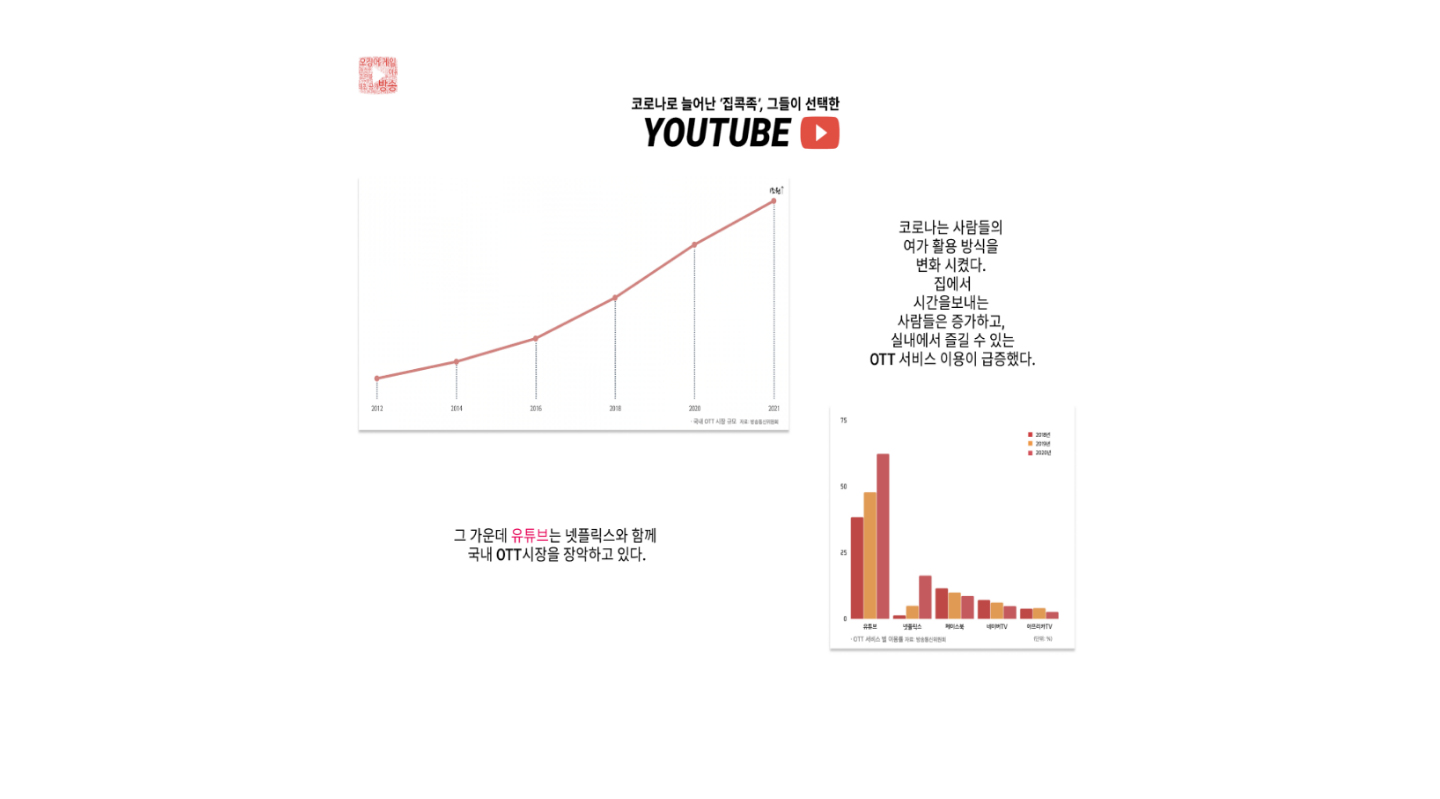 방송
코로나로 늘어난 '집콕족', 그들이 선택한
YOUTUBE
2012
2014
2016
2018
2020
2021
- 국내 OTT 시장 규모 자료: 방송통신위원회
코로나는 사람들의
여가 활용 방식을
변화 시켰다.
집에서
시간을보내는
사람들은 증가하고,
실내에서 즐길 수 있는
OTT 서비스 이용이 급증했다.
그 가운데 유튜브는 넷플릭스와 함께
국내 OTT시장을 장악하고 있다.
75
50
25
0
2018년
2019년
2020년
유튜브
넷플릭스
페이스북
네이버TV
아프리카TV
- OTT 서비스 별 이용률 자료: 방송통신위원회
(단위: %)